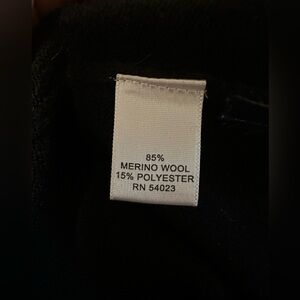 85%
MERINO WOOL
15% POLYESTER
RN 54023